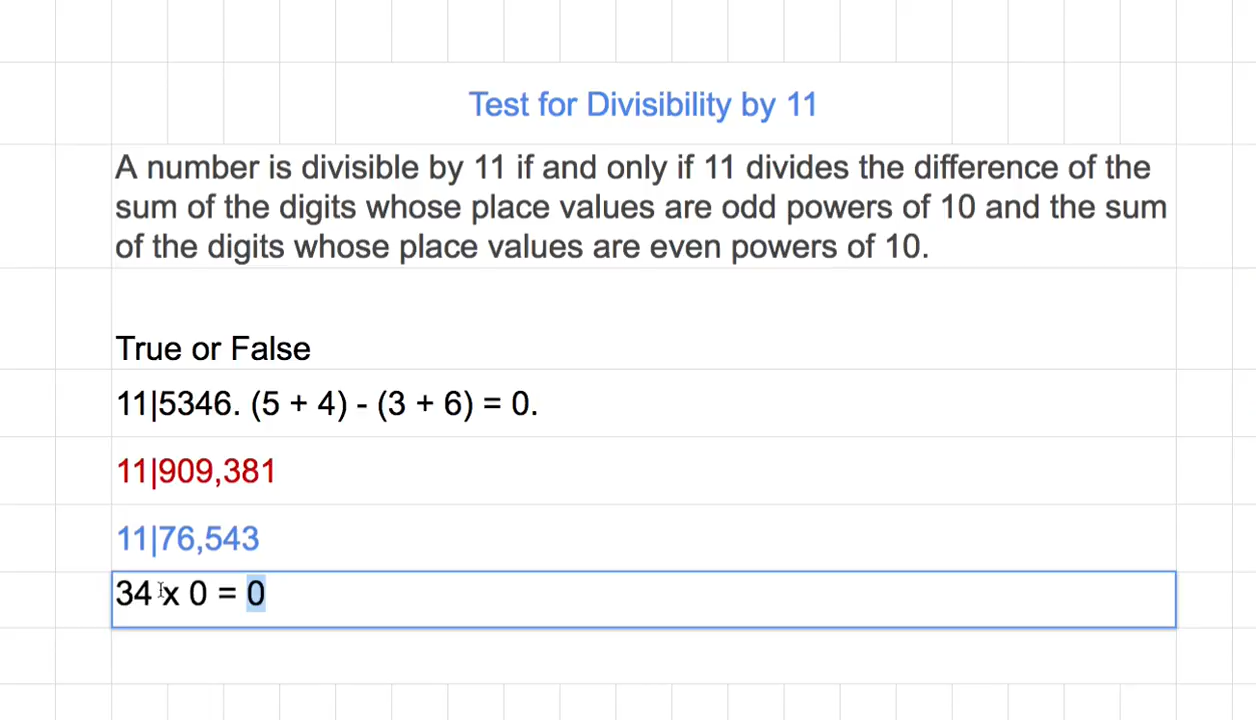 Test for Divisibility by 11
A number is divisible by 11 if and only if 11 divides the difference of the
sum of the digits whose place values are odd powers of 10 and the sum
of the digits whose place values are even powers of 10.
True or False
11|5346. (5 + 4) - (3 + 6) = 0.
11|909,381
11|76,543
34 x 0 = 0